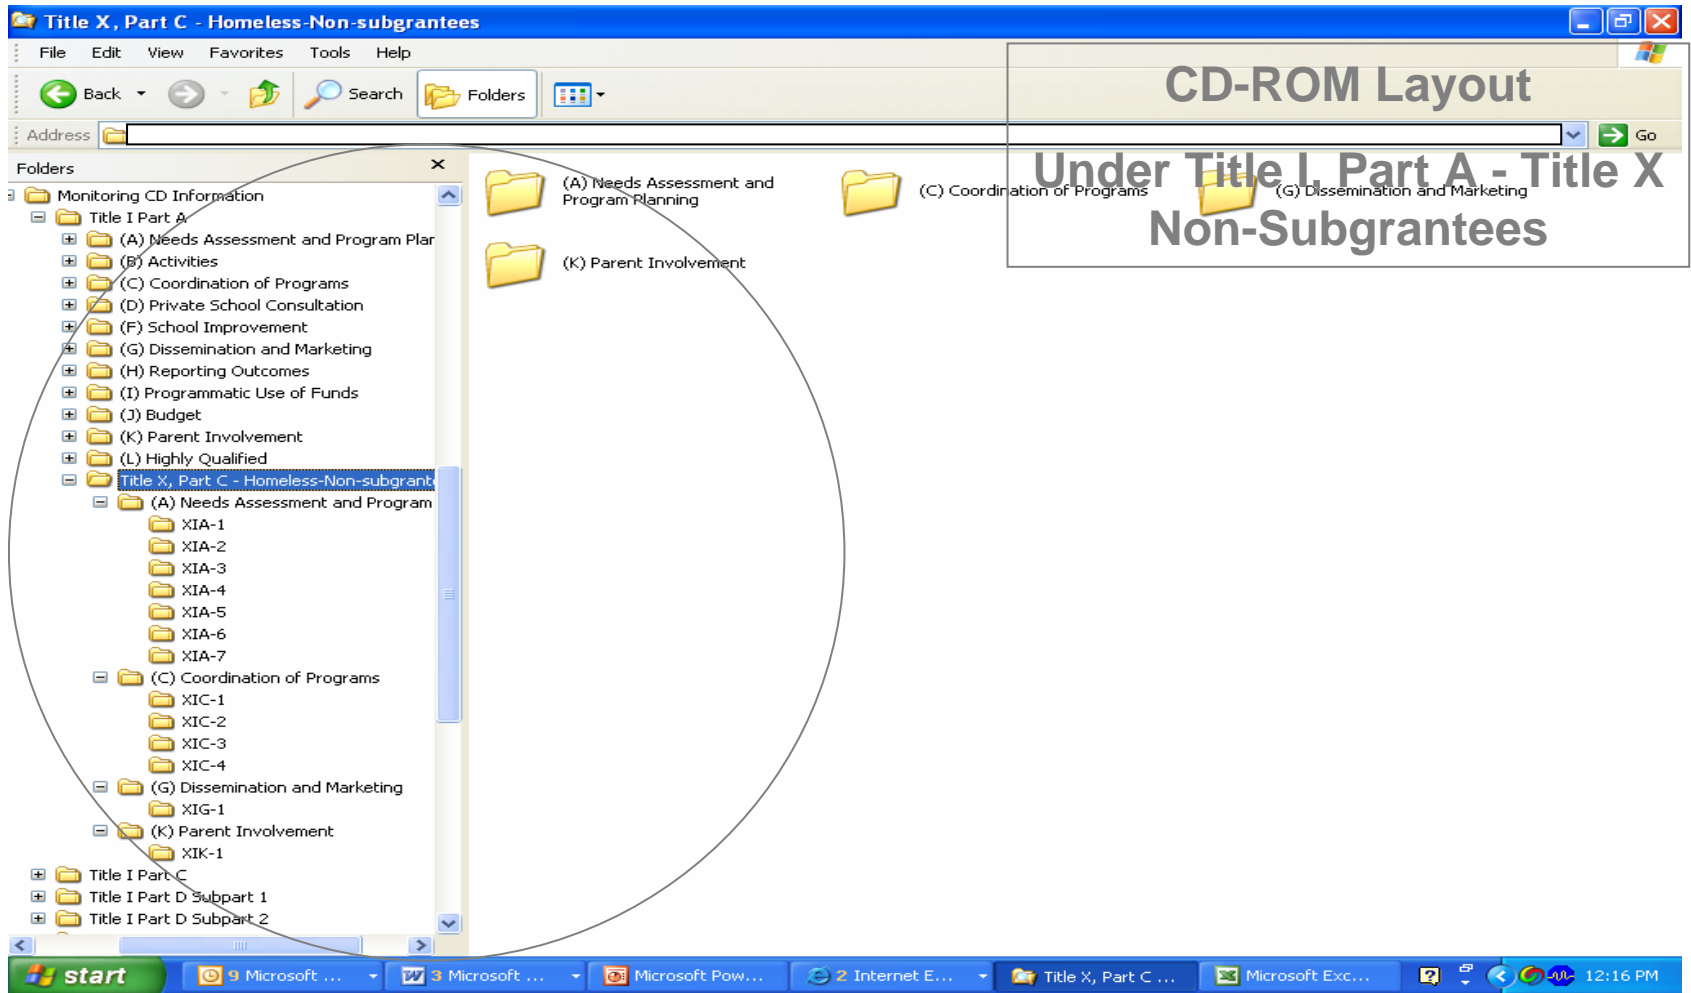 Title X, Part C - Homeless-Non-subgrantees
File Edit View Favorites Tools Help
Back Search Folders
Address Go
CD-ROM Layout
Under Title I, Part A - Title X
Non-Subgrantees
Folders
Monitoring CD Information
Title I Part A
(A) Needs Assessment and Program Plan
(B) Activities
(C) Coordination of Programs
(D) Private School Consultation
(F) School Improvement
(G) Dissemination and Marketing
(H) Reporting Outcomes
(I) Programmatic Use of Funds
(J) Budget
(K) Parent Involvement
(L) Highly Qualified
Title X, Part C - Homeless-Non-subgrant
(A) Needs Assessment and Program
XIA-1
XIA-2
XIA-3
XIA-4
XIA-5
XIA-6
XIA-7
(C) Coordination of Programs
XIC-1
XIC-2
XIC-3
XIC-4
(G) Dissemination and Marketing
XIG-1
(K) Parent Involvement
XIK-1
Title I Part C
Title I Part D Subpart 1
Title I Part D Subpart 2
(A) Needs Assessment and
Program Planning
(C) Coordination of Programs
(G) Dissemination and Marketing
(K) Parent Involvement
start 9 Microsoft ... 3 Microsoft ... Microsoft Pow... 2 Internet E... Title X, Part C ... Microsoft Exc... 12:16 PM